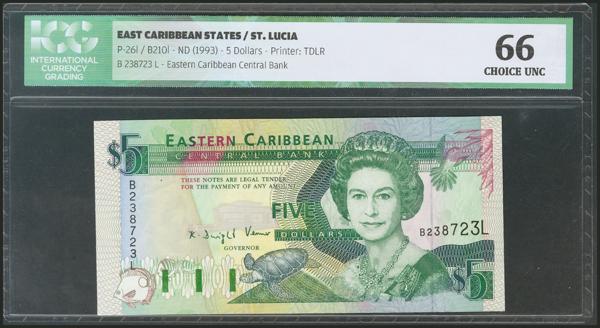 ICG
INTERNATIONAL
CURRENCY
GRADING
EAST CARIBBEAN STATES / ST. LUCIA
P-26l / B210l - ND (1993) - 5 Dollars - Printer: TDLR
B 238723 L - Eastern Caribbean Central Bank
66
CHOICE UNC
$5
EASTERN CARIBBEAN
CENTRAL BANK
THESE NOTES ARE LEGAL TENDER
FOR THE PAYMENT OF ANY AMOUNT
B238723L
FIVE
DOLLARS
K Dwight Venner
GOVERNOR
B238723L
$5